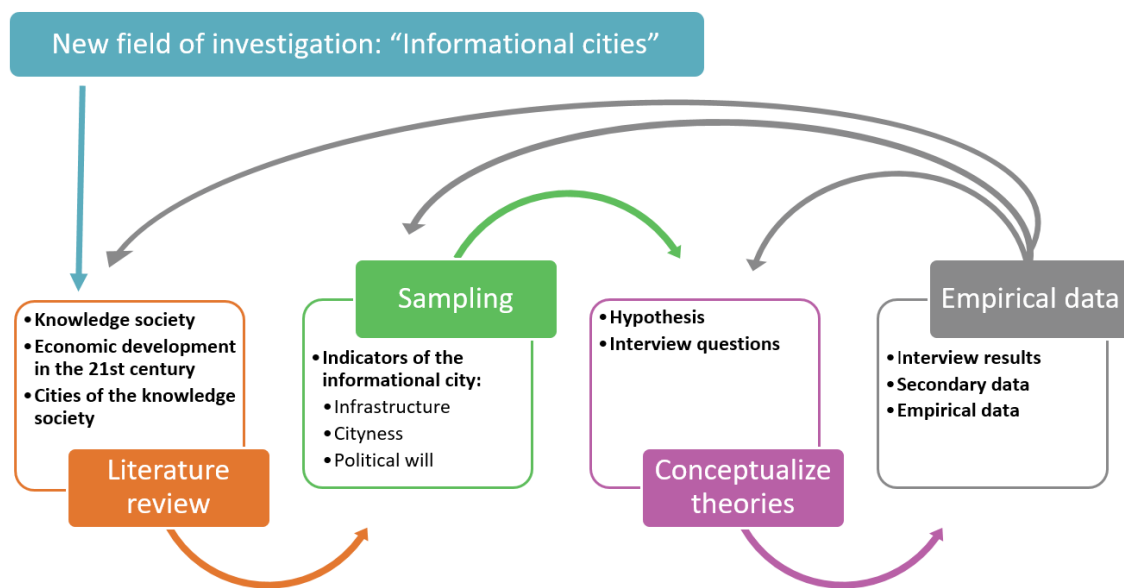 New field of investigation: “Informational cities”
• Knowledge society
• Economic development
in the 21st century
• Cities of the knowledge
society
Literature
review
Sampling
• Indicators of the
informational city:
• Infrastructure
• Cityness
• Political will
• Hypothesis
• Interview questions
Conceptualize
theories
Empirical data
• Interview results
• Secondary data
• Empirical data